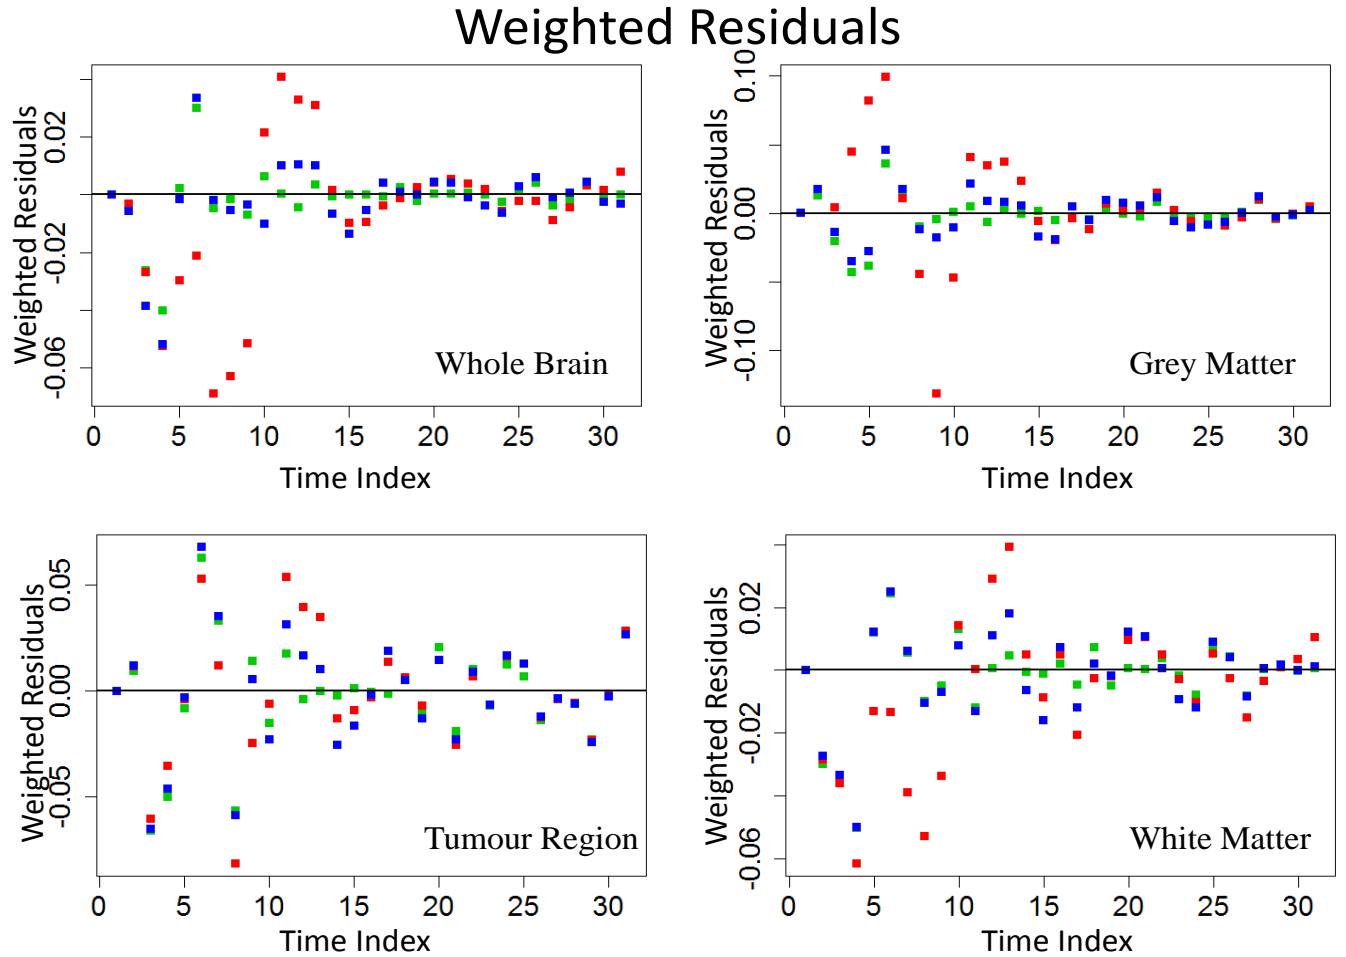 Weighted Residuals
Weighted Residuals
0.02
-0.02
-0.06
Whole Brain
0 5 10 15 20 25 30
Time Index
Weighted Residuals
0.10
0.00
-0.10
Grey Matter
0 5 10 15 20 25 30
Time Index
Weighted Residuals
0.05
0.00
-0.05
Tumour Region
0 5 10 15 20 25 30
Time Index
Weighted Residuals
0.02
-0.02
-0.06
White Matter
0 5 10 15 20 25 30
Time Index